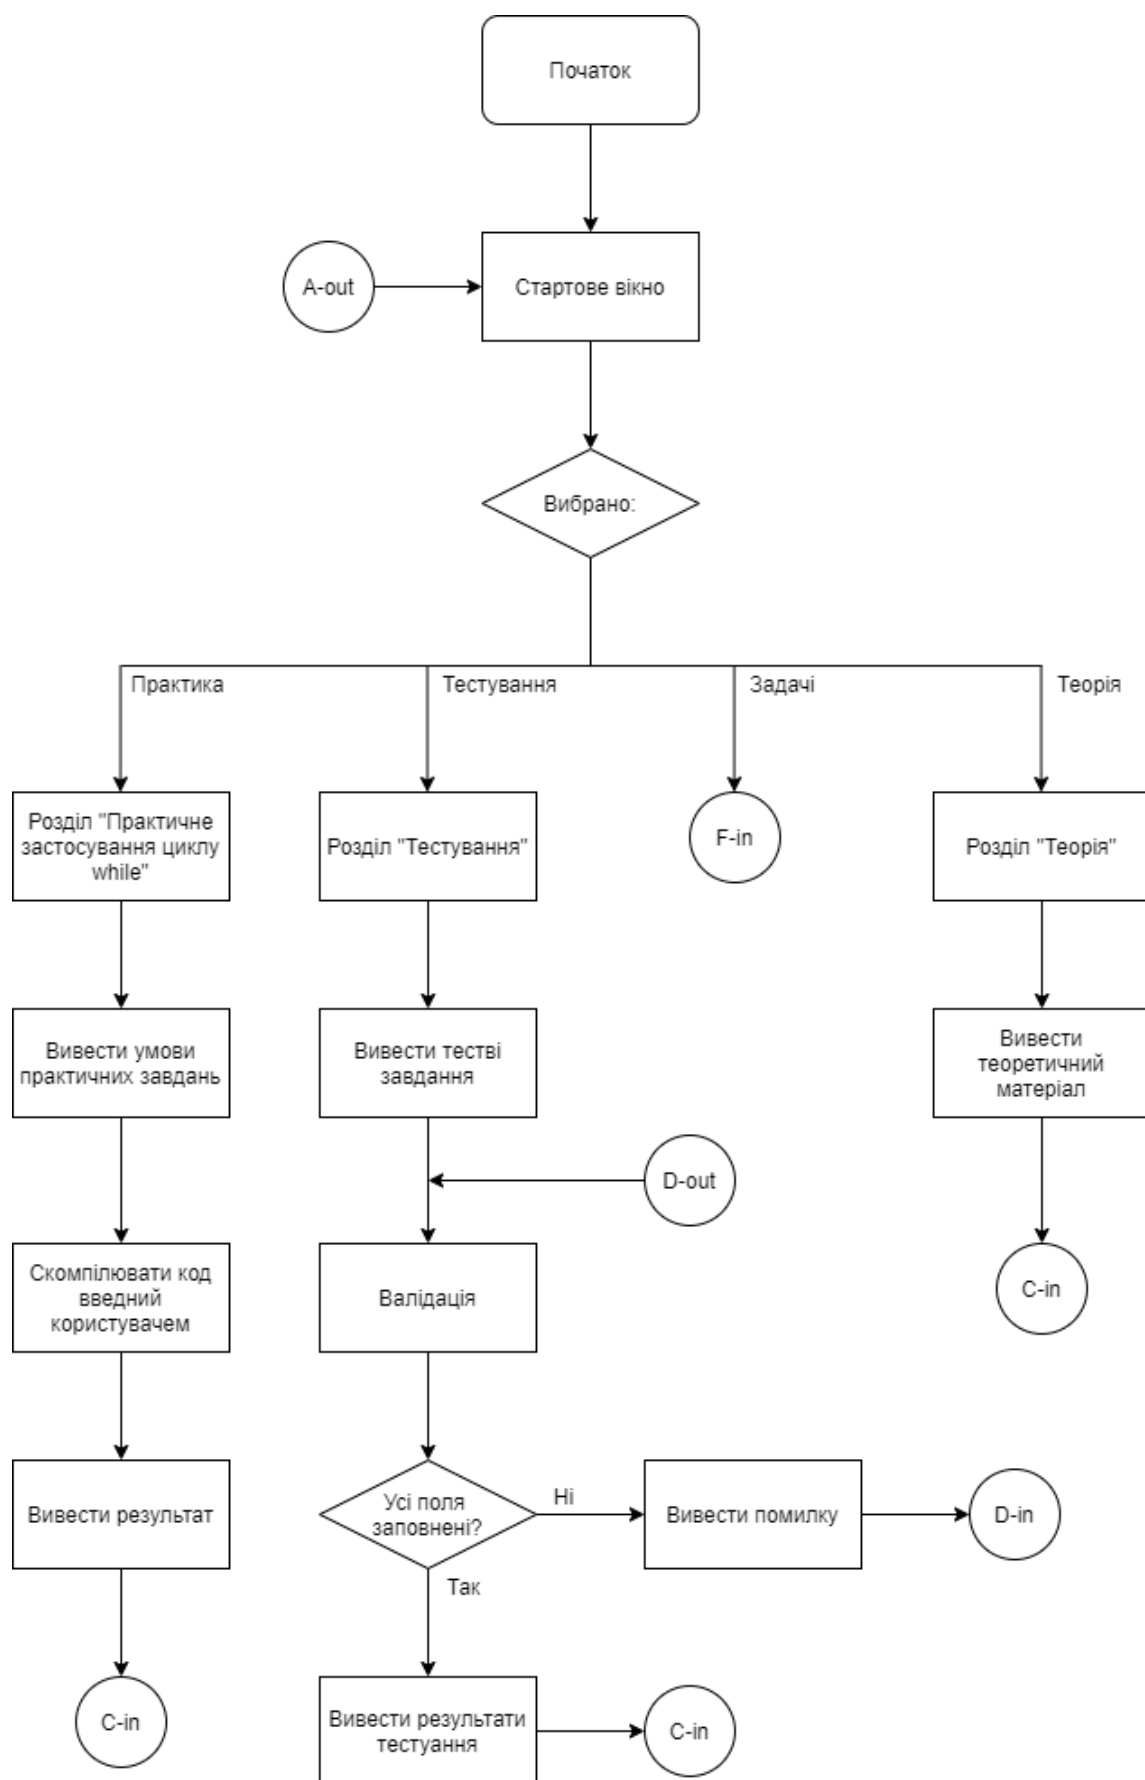 Початок
A-out
Стартове вікно
Вибрано:
Практика
Тестування
Задачі
Теорія
Розділ "Практичне
застосування циклу
while"
Розділ "Тестування"
F-in
Розділ "Теорія"
Вивести умови
практичних завдань
Вивести тестві
завдання
Вивести
теоретичний
матеріал
D-out
Скомпілювати код
введний
користувачем
Валідація
C-in
Вивести результат
Усі поля
заповнені?
Ні
Вивести помилку
D-in
Так
C-in
Вивести результати
тестуання
C-in